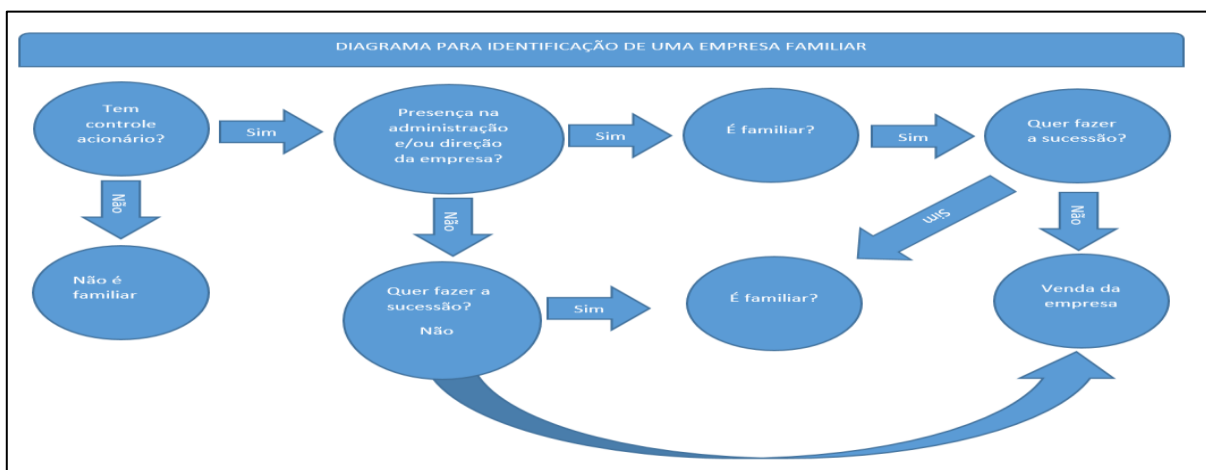 DIAGRAMA PARA IDENTIFICAÇÃO DE UMA EMPRESA FAMILIAR
Tem
controle
acionário?
Sim
Presença na
administração
e/ou direção
da empresa?
Sim
É familiar?
Sim
Quer fazer
a sucessão?
Não
Não
Sim
Não
Não é
familiar
Quer fazer a
sucessão?
Não
Sim
É familiar?
Venda da
empresa